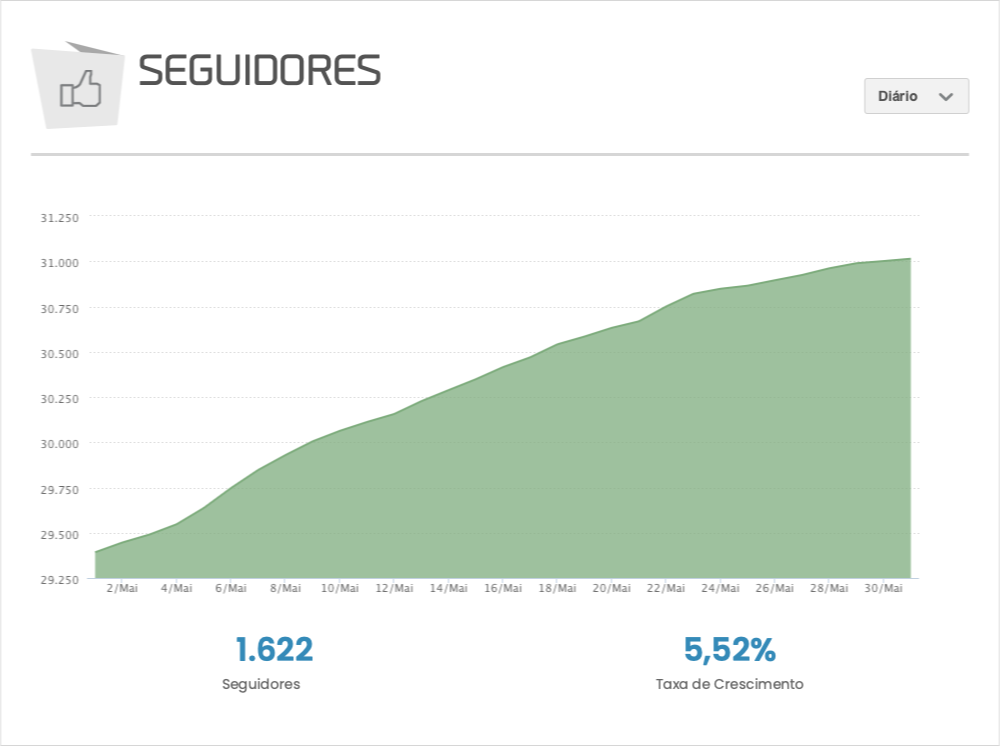 SEGUIDORES
Diário
31.250
31.000
30.750
30.500
30.250
30.000
29.750
29.500
29.250
2/Mai 4/Mai 6/Mai 8/Mai 10/Mai 12/Mai 14/Mai 16/Mai 18/Mai 20/Mai 22/Mai 24/Mai 26/Mai 28/Mai 30/Mai
1.622 5,52%
Seguidores Taxa de Crescimento